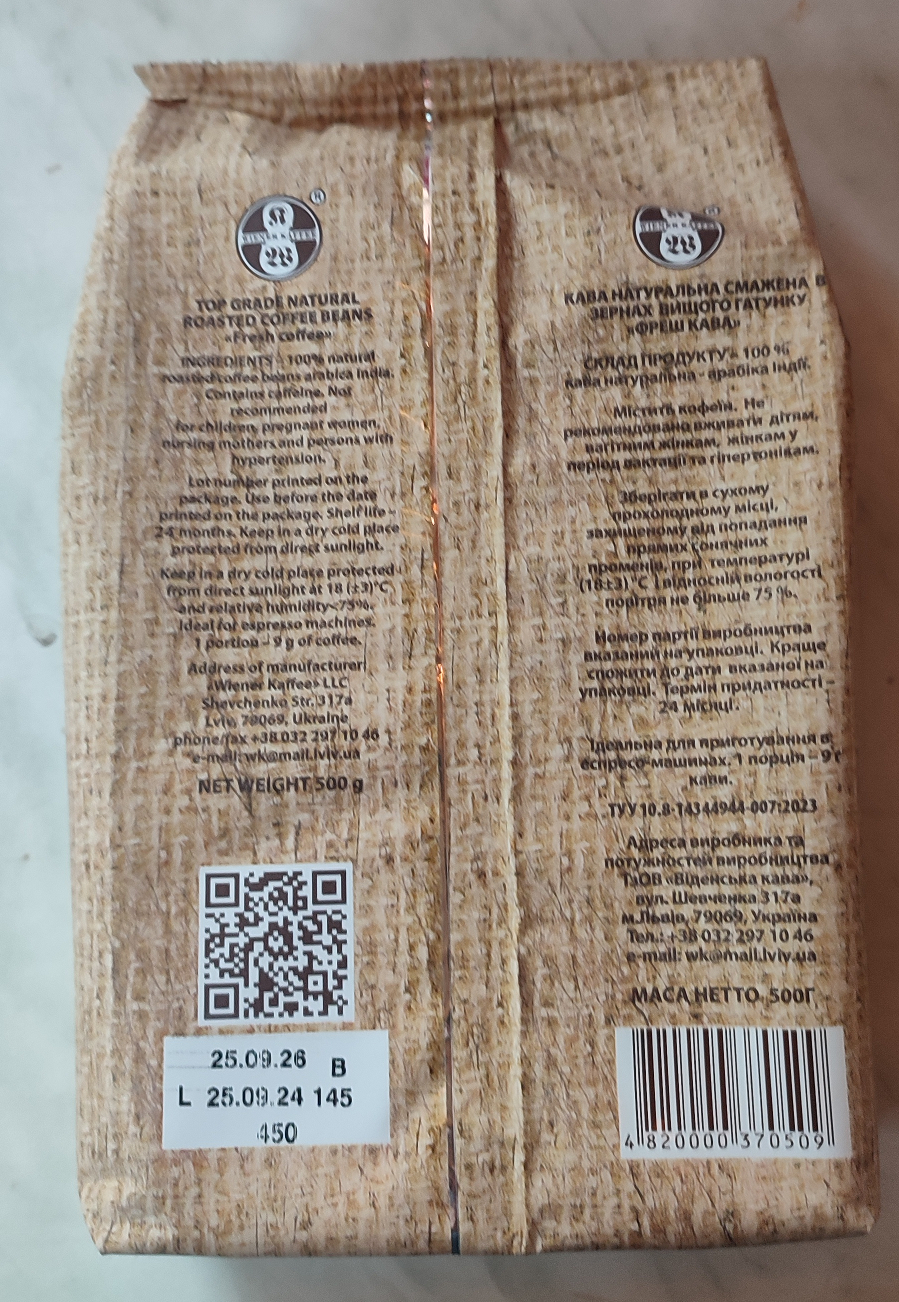 ®
WIENER KAFFEE
TOP GRADE NATURAL
ROASTED COFFEE BEANS
«Fresh coffee»
INGREDIENTS - 100% natural
roasted coffee beans arabica India.
Contains caffeine. Not
recommended
for children, pregnant women,
nursing mothers and persons with
hypertension.
Lot number printed on the
package. Use before the date
printed on the package. Shelf life -
24 months. Keep in a dry cold place
protected from direct sunlight.
Keep in a dry cold place protected
from direct sunlight at 18 (±3)°C
and relative humidity<75%.
Ideal for espresso machines.
1 portion – 9 g of coffee.
Address of manufacturer:
«Wiener Kaffee» LLC
Shevchenko Str. 317a
Lviv, 79069, Ukraine
phone/fax +38 032 297 10 46
e-mail: wk@mail.lviv.ua
NET WEIGHT 500 g
25.09.26 B
L 25.09.24 145
450
КАВА НАТУРАЛЬНА СМАЖЕНА В
ЗЕРНАХ ВИЩОГО ГАТУНКУ
«ФРЕШ КАВА»
СКЛАД ПРОДУКТУ - 100 %
кава натуральна - арабіка Індії.
Містить кофеїн. Не
рекомендовано вживати дітям,
вагітним жінкам, жінкам у
період лактації та гіпертонікам.
Зберігати в сухому
прохолодному місці,
захищеному від попадання
прямих сонячних
променів, при температурі
(18±3)°C і відносній вологості
повітря не більше 75 %.
Номер партії виробництва
вказаний на упаковці. Краще
спожити до дати вказаної на
упаковці. Термін придатності –
24 місяці.
Ідеальна для приготування в
еспресо-машинах. 1 порція – 9 г
кави.
ТУ У 10.8-14344944-007:2023
Адреса виробника та
потужностей виробництва
ТзОВ «Віденська кава»,
вул. Шевченка 317а
м.Львів, 79069, Україна
Тел.: +38 032 297 10 46
e-mail: wk@mail.lviv.ua
МАСА НЕТТО 500Г
4 820000 370509